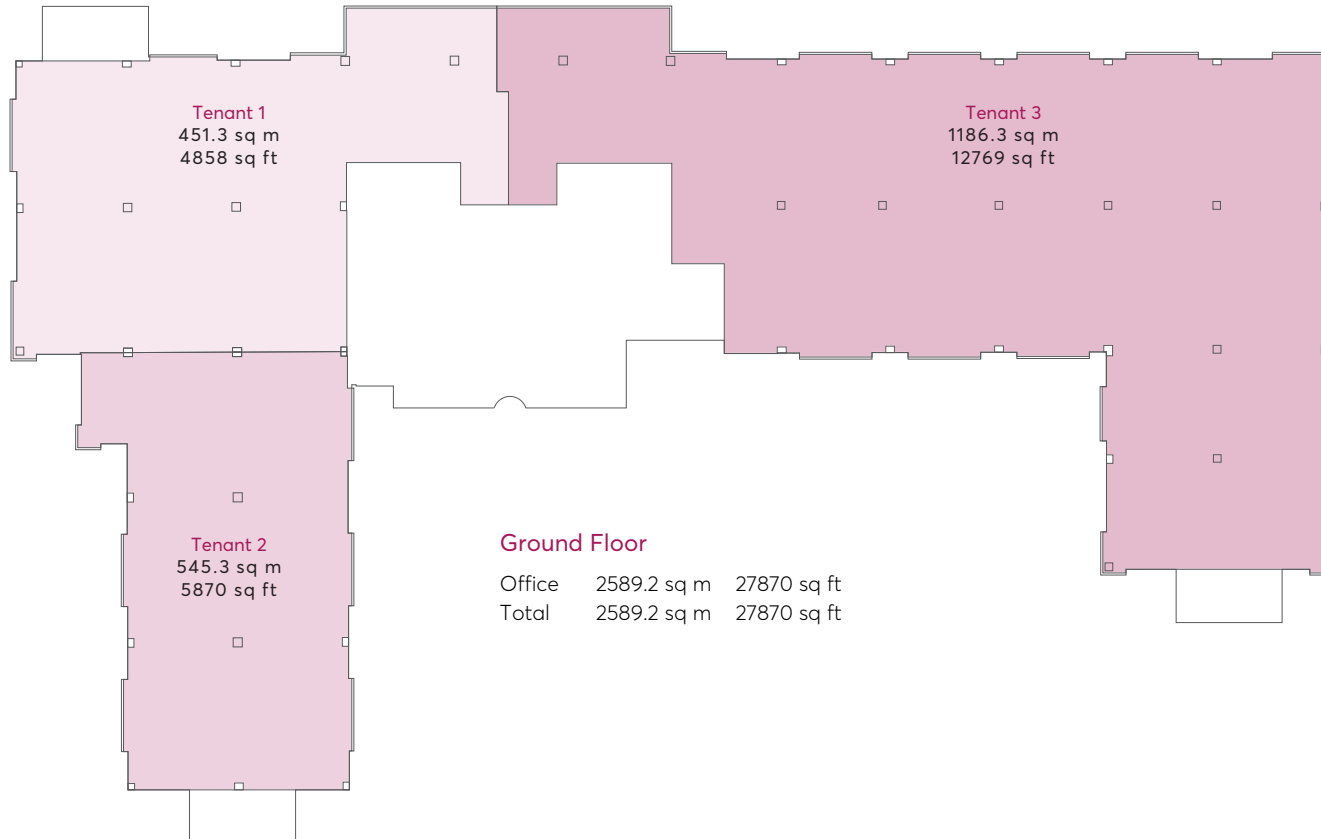 Tenant 1
451.3 sq m
4858 sq ft
Tenant 3
1186.3 sq m
12769 sq ft
Tenant 2
545.3 sq m
5870 sq ft
Ground Floor
Office 2589.2 sq m 27870 sq ft
Total 2589.2 sq m 27870 sq ft